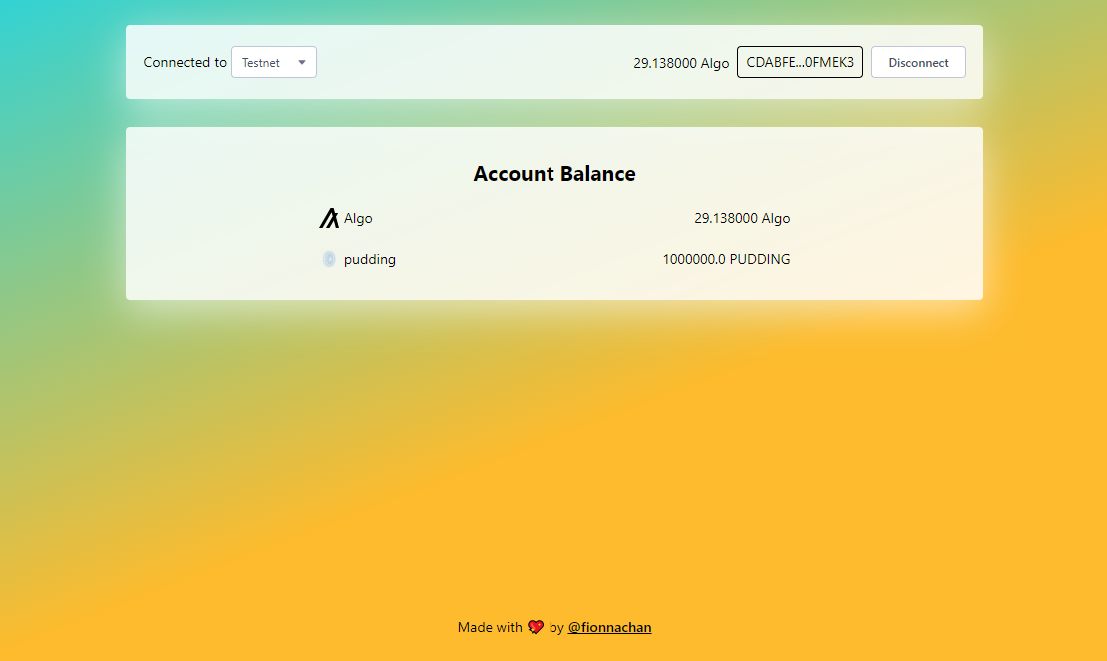 Connected to Testnet 29.138000 Algo CDABFE...0FMEK3 Disconnect
Account Balance
Algo 29.138000 Algo
pudding 1000000.0 PUDDING
Made with ❤️ by @fionnachan